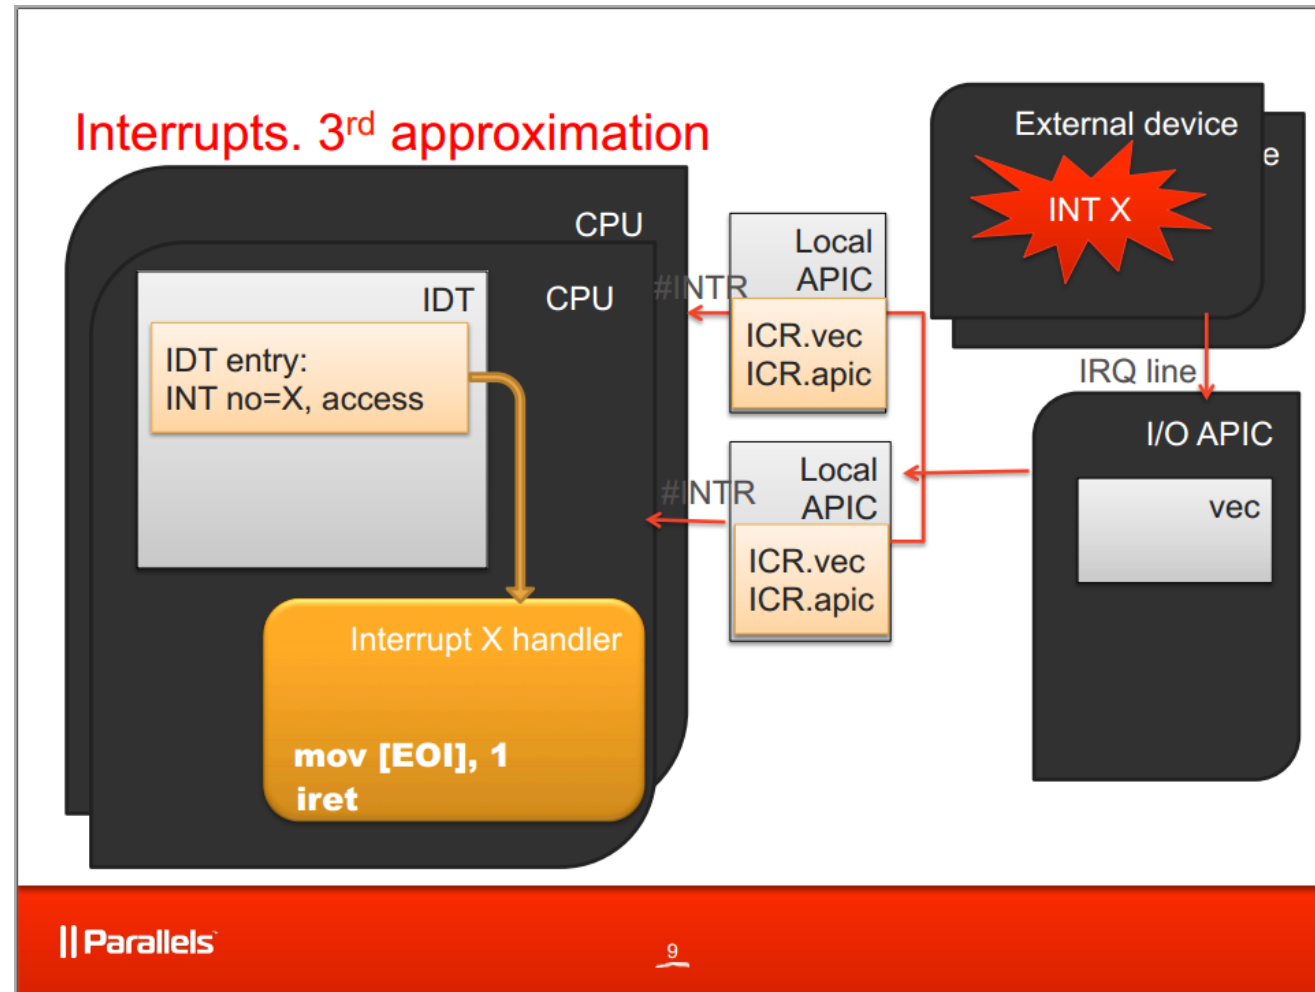 Interrupts. 3rd approximation
External device
e
INT X
CPU
CPU
IDT
IDT entry:
INT no=X, access
#INTR
Local
APIC
ICR.vec
ICR.apic
#INTR
Local
APIC
ICR.vec
ICR.apic
IRQ line
I/O APIC
vec
Interrupt X handler
mov [EOI], 1
iret
Parallels
9